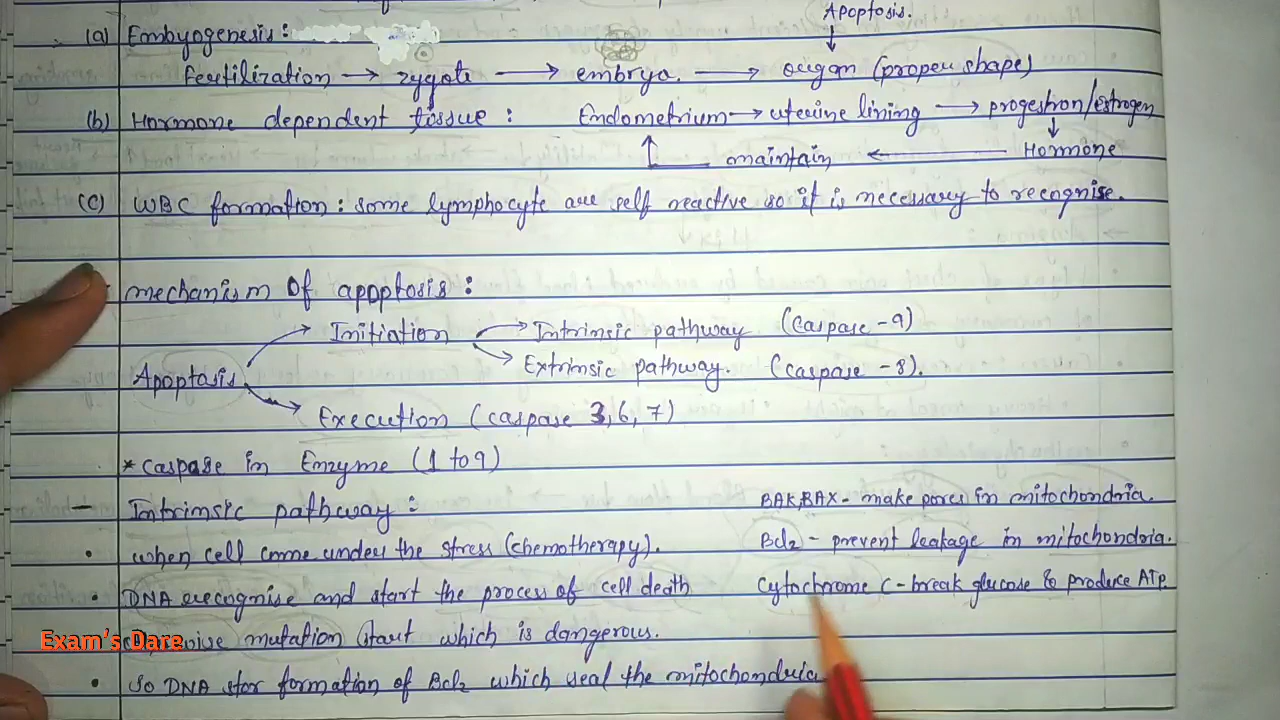 Apoptosis.
(a) Embyogenesis:
Fertilization → zygote → embryo. → organ (proper shape)
(b) Hormone dependent tissue : Endometrium → uterine lining → progestron/estrogen
maintain ← Hormone
(c) WBC formation : some lymphocyte are self reactive so it is necessary to recognise.
mechanism Of apoptosis :
Initiation → Intrinsic pathway (caspase -9)
→ Extrinsic pathway. (caspase -8).
Apoptosis
Execution (caspase 3, 6, 7)
* caspase in Enzyme (1 to 9)
– Intrinsic pathway :
BAK,BAX - make pores in mitochondria.
• when cell come under the stress (chemotherapy).
Bcl2 - prevent leakage in mitochondria.
• DNA recognise and start the process of cell death
Cytochrome C - break glucose & produce ATP
Exam's Dare
mutation start which is dangerous.
• so DNA stor formation of Bcl2 which seal the mitochondria